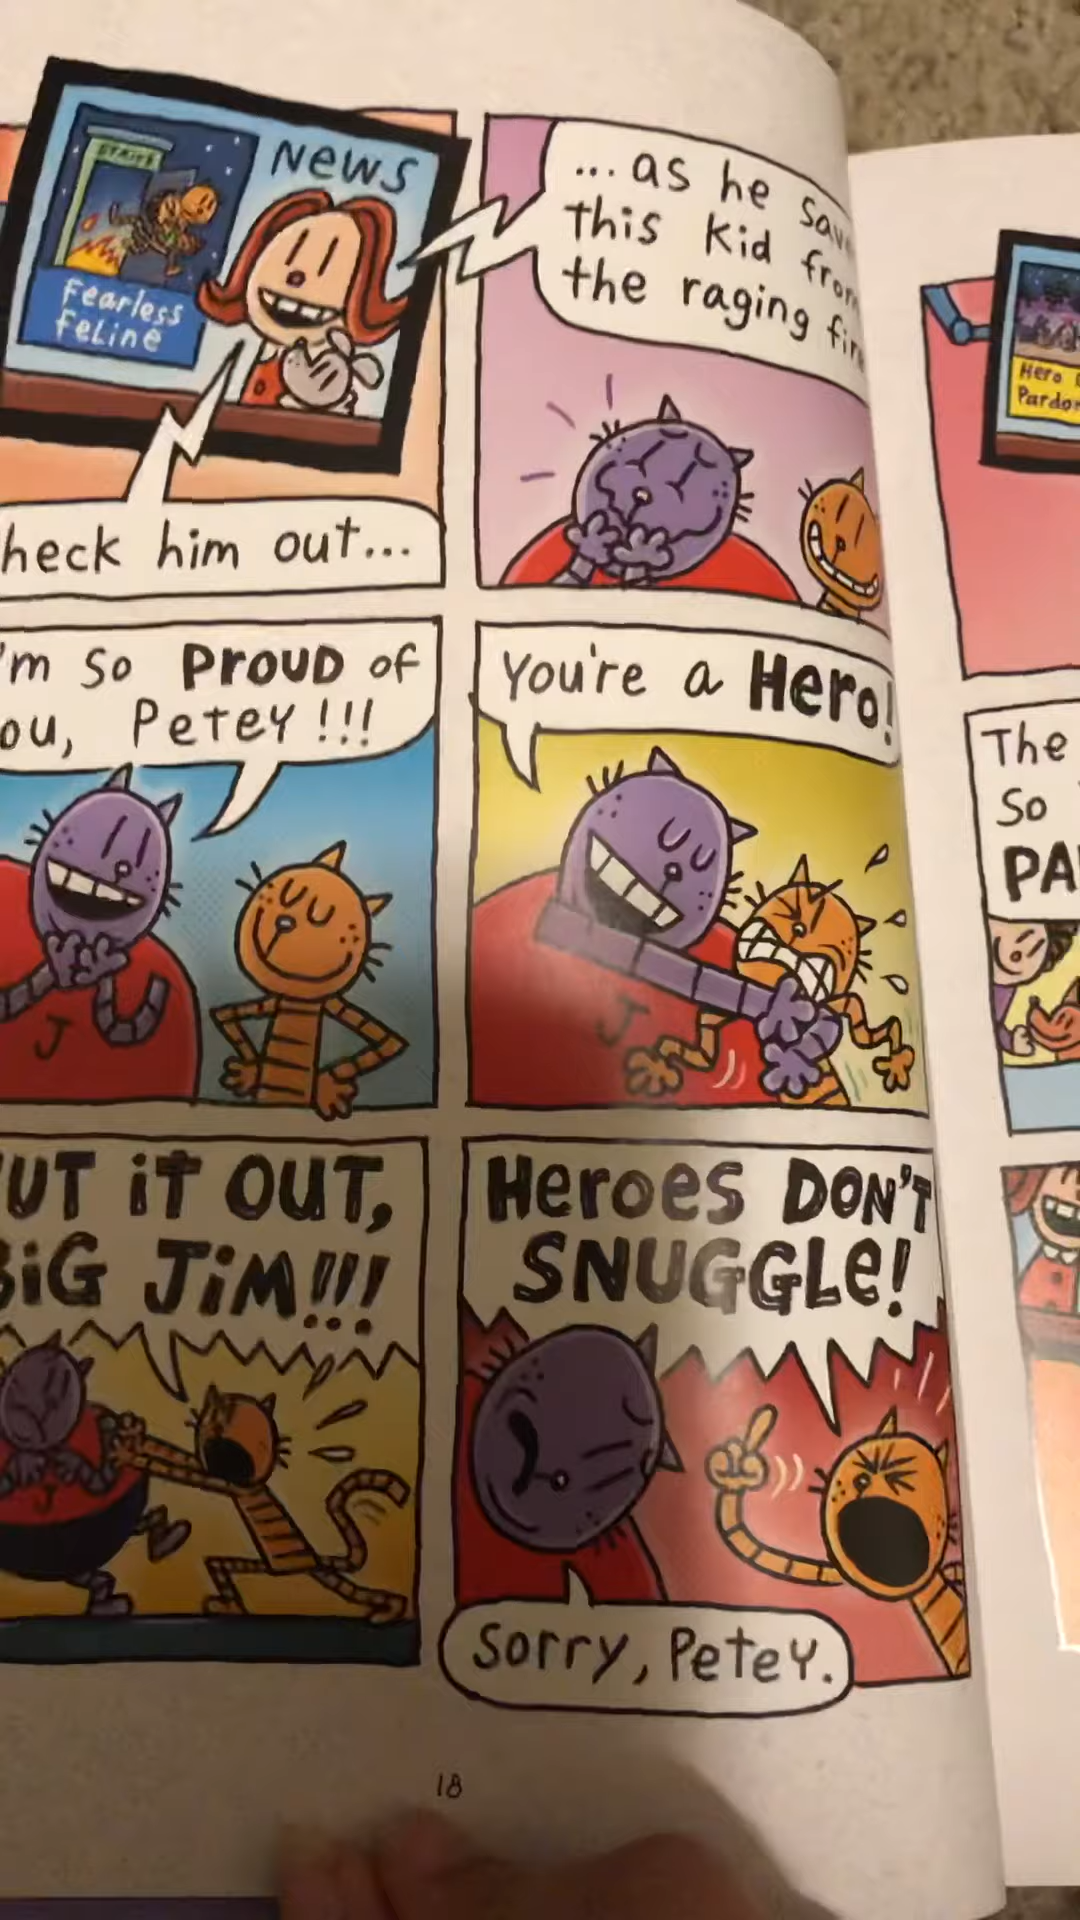 NEWS
Fearless
Feline
heck him out...
... as he
this Kid
the raging
'm so PROUD of
ou, Petey!!!
You're a Hero!
UT iT OUT,
BiG JiM!!!
J
J
J
Heroes DON'T
SNUGGLE!
Sorry, Petey.
18
Hero
The
So
PA